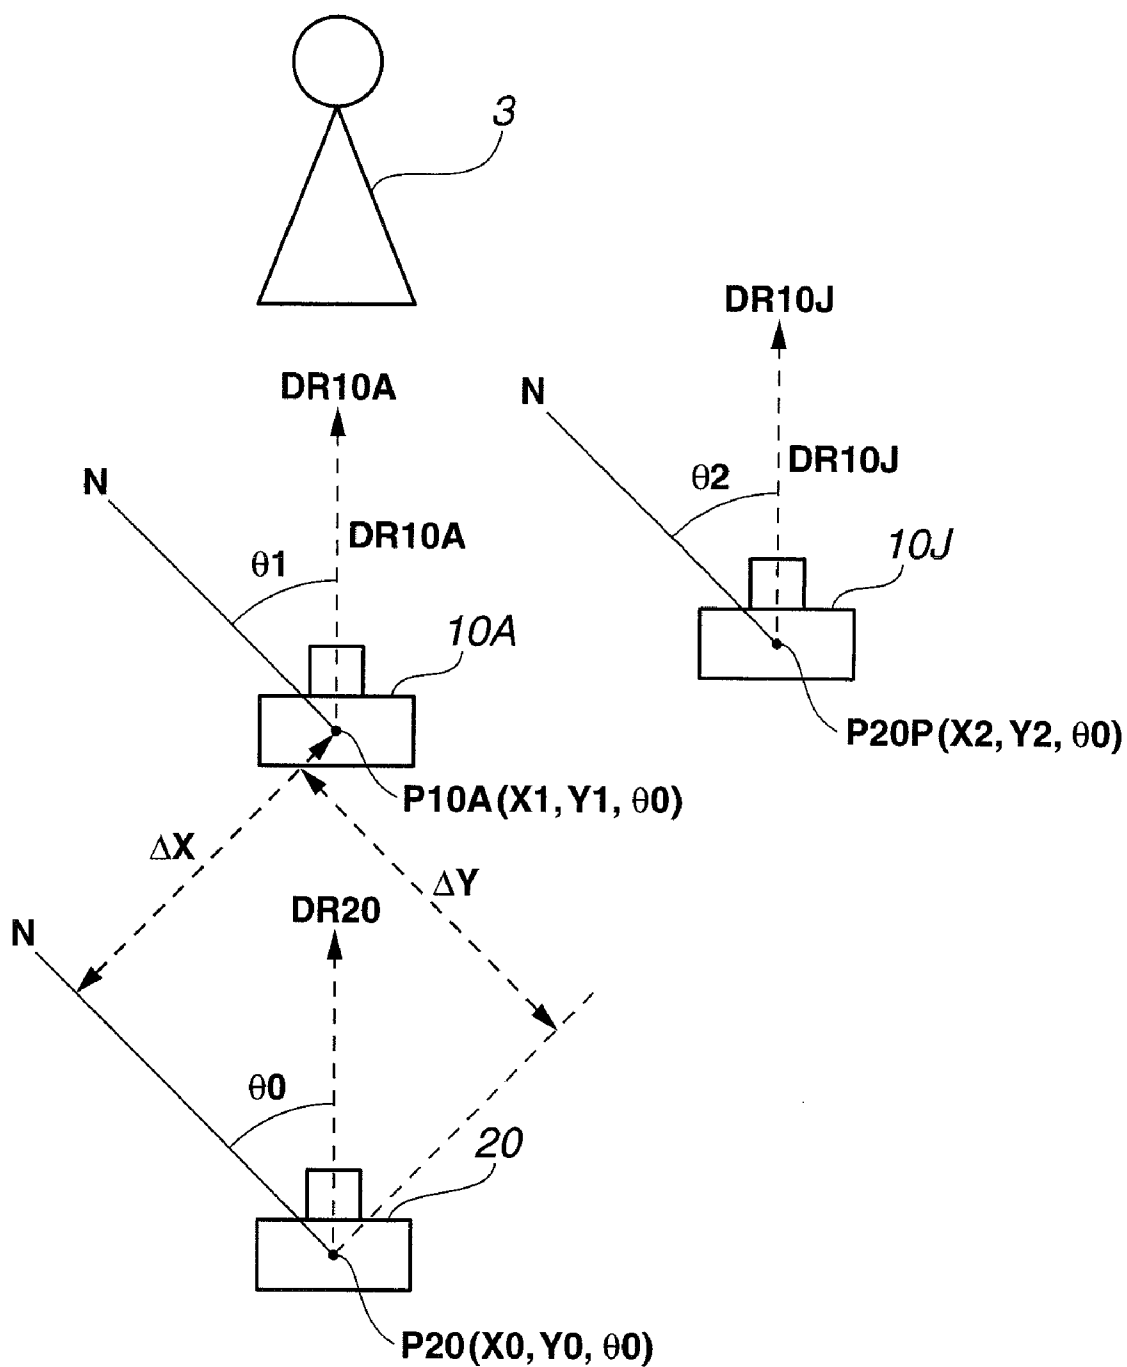 3
DR10J
DR10A
N
DR10J
θ2
N
DR10A
10J
θ1
10A
P20P(X2, Y2, θ0)
P10A(X1, Y1, θ0)
ΔX
ΔY
DR20
N
θ0
20
P20(X0, Y0, θ0)